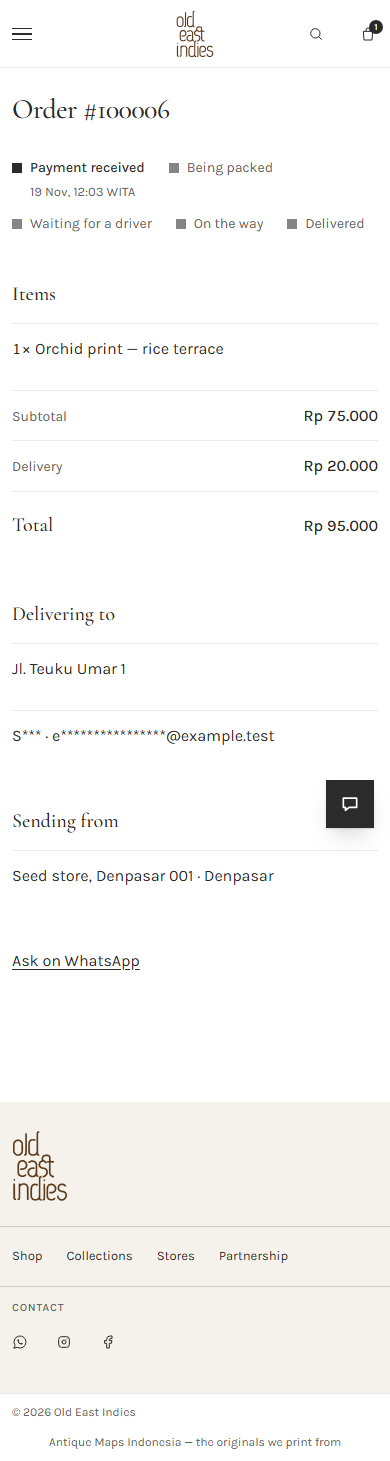 old
east
indies
1
Order #100006
Payment received
19 Nov, 12:03 WITA
Being packed
Waiting for a driver
On the way
Delivered
Items
1× Orchid print — rice terrace
Subtotal Rp 75.000
Delivery Rp 20.000
Total Rp 95.000
Delivering to
Jl. Teuku Umar 1
S*** · e****************@example.test
Sending from
Seed store, Denpasar 001 · Denpasar
Ask on WhatsApp
old
east
indies
Shop Collections Stores Partnership
CONTACT
© 2026 Old East Indies
Antique Maps Indonesia — the originals we print from